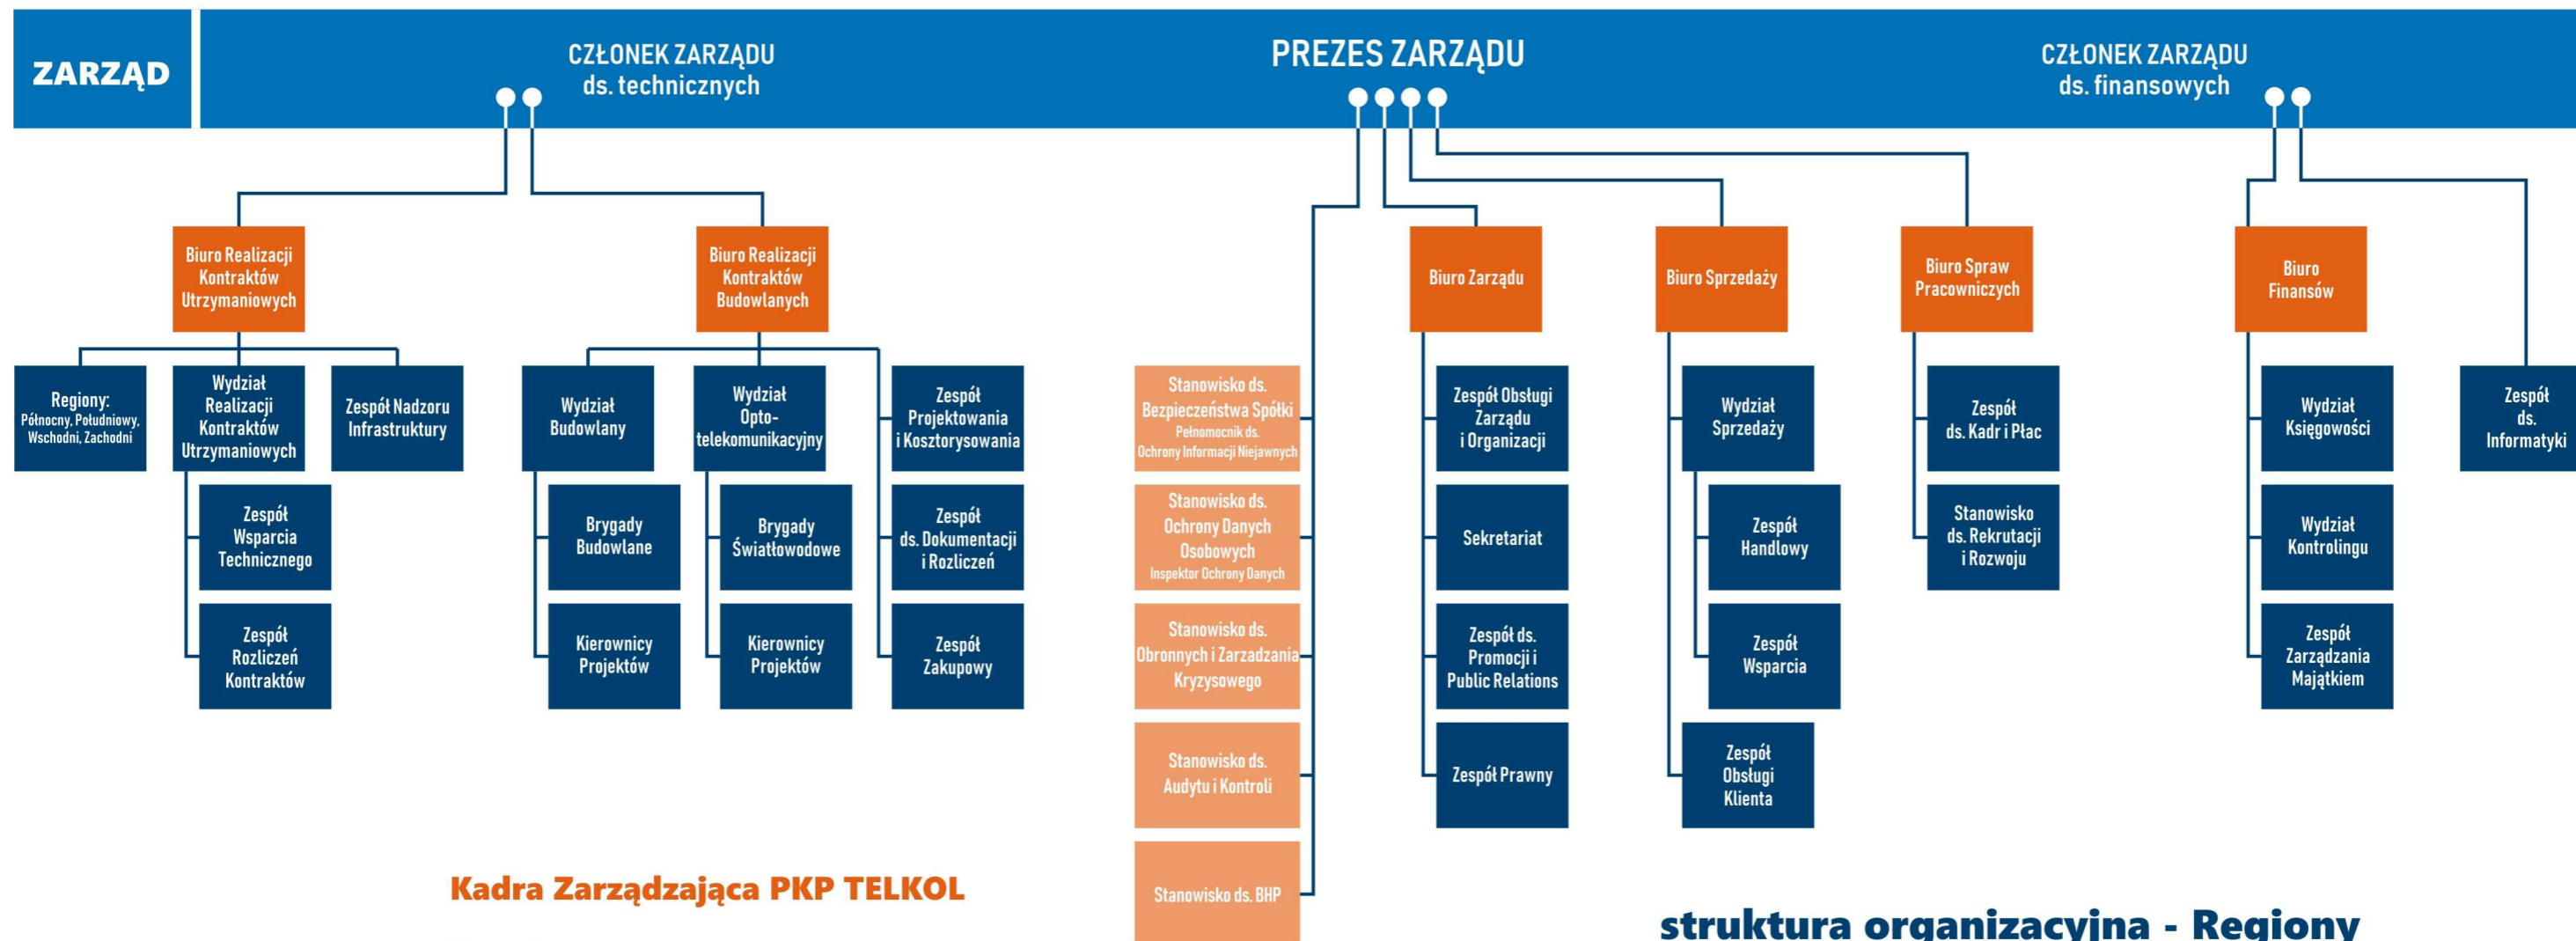 ZARZĄD
CZŁONEK ZARZĄDU
ds. technicznych
PREZES ZARZĄDU
CZŁONEK ZARZĄDU
ds. finansowych
Biuro Realizacji
Kontraktów
Utrzymaniowych
Biuro Realizacji
Kontraktów
Budowlanych
Biuro Zarządu
Biuro Sprzedaży
Biuro Spraw
Pracowniczych
Biuro
Finansów
Regiony:
Północny, Południowy,
Wschodni, Zachodni
Wydział
Realizacji
Kontraktów
Utrzymaniowych
Zespół Nadzoru
Infrastruktury
Wydział
Budowlany
Wydział
Opto-
telekomunikacyjny
Zespół
Projektowania
i Kosztorysowania
Stanowisko ds.
Bezpieczeństwa Spółki
Pełnomocnik ds.
Ochrony Informacji Niejawnych
Zespół Obsługi
Zarządu
i Organizacji
Wydział
Sprzedaży
Zespół
ds. Kadr i Płac
Wydział
Księgowości
Zespół
ds.
Informatyki
Zespół
Wsparcia
Technicznego
Brygady
Budowlane
Brygady
Światłowodowe
Zespół
ds. Dokumentacji
i Rozliczeń
Stanowisko ds.
Ochrony Danych
Osobowych
Inspektor Ochrony Danych
Sekretariat
Zespół
Handlowy
Stanowisko
ds. Rekrutacji
i Rozwoju
Wydział
Kontrolingu
Zespół
Rozliczeń
Kontraktów
Kierownicy
Projektów
Kierownicy
Projektów
Zespół
Zakupowy
Stanowisko ds.
Obronnych i Zarzadzania
Kryzysowego
Zespół ds.
Promocji i
Public Relations
Zespół
Wsparcia
Zespół
Zarządzania
Majątkiem
Stanowisko ds.
Audytu i Kontroli
Zespół Prawny
Zespół
Obsługi
Klienta
Stanowisko ds. BHP
Kadra Zarządzająca PKP TELKOL
struktura organizacyjna - Regiony